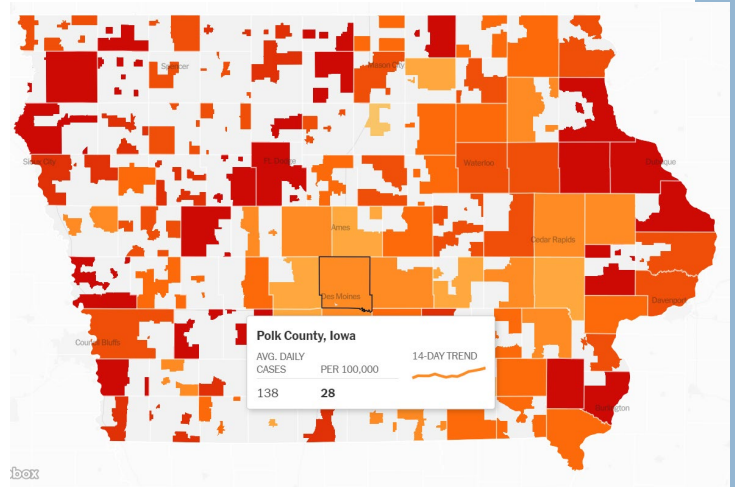 Spencer
Mason City
Sioux City
Ft. Dodge
Waterloo
Dubuque
Ames
Cedar Rapids
Des Moines
Davenport
Council Bluffs
Polk County, Iowa
AVG. DAILY
CASES
PER 100,000
14-DAY TREND
138
28
Burlington
box